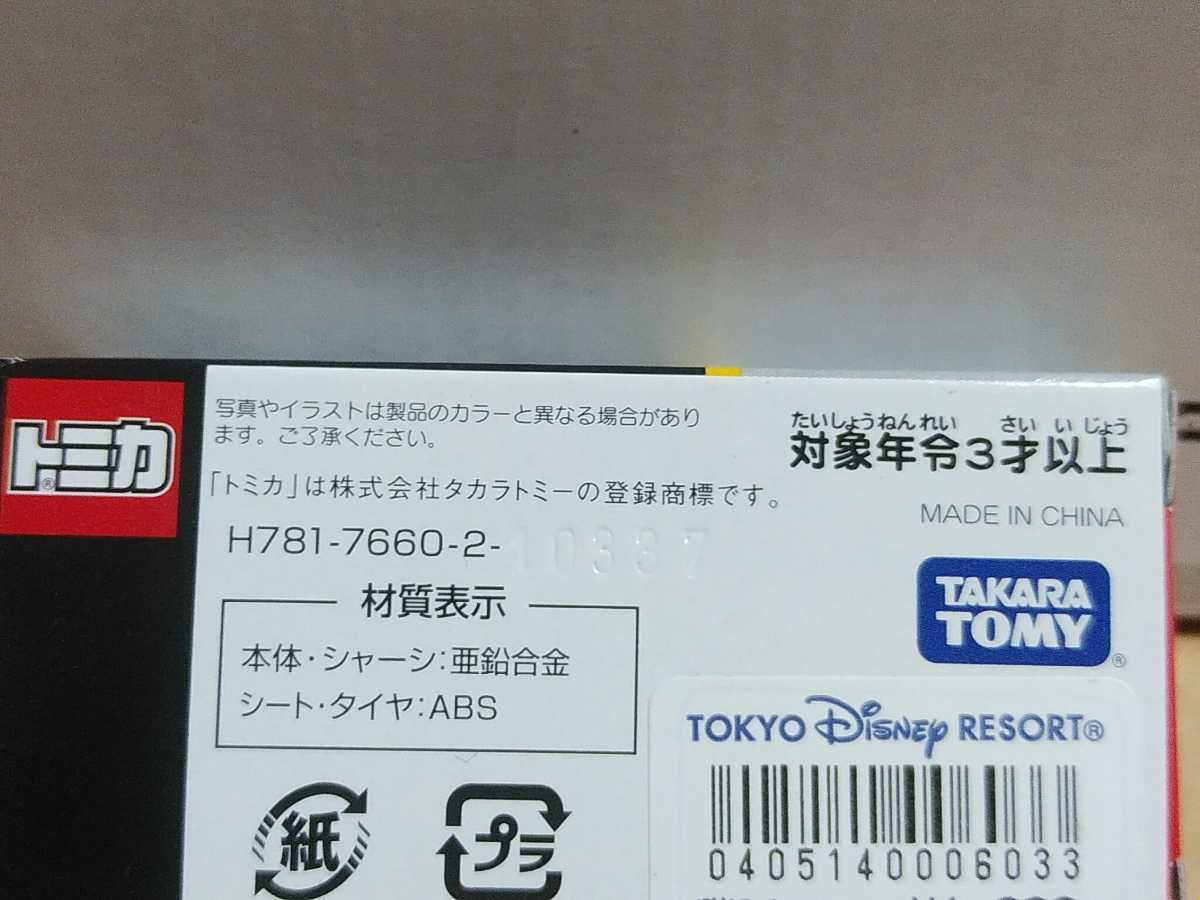 トミカ®
写真やイラストは製品のカラーと異なる場合があり
ます。ご了承ください。
「トミカ」は株式会社タカラトミーの登録商標です。
H781-7660-2-10337
材質表示
本体・シャーシ:亜鉛合金
シート・タイヤ:ABS
紙
プラ
たいしょうねんれい さい い じょう
対象年令3才以上
MADE IN CHINA
TAKARA
TOMY®
TOKYO Disney RESORT®
0405140006033